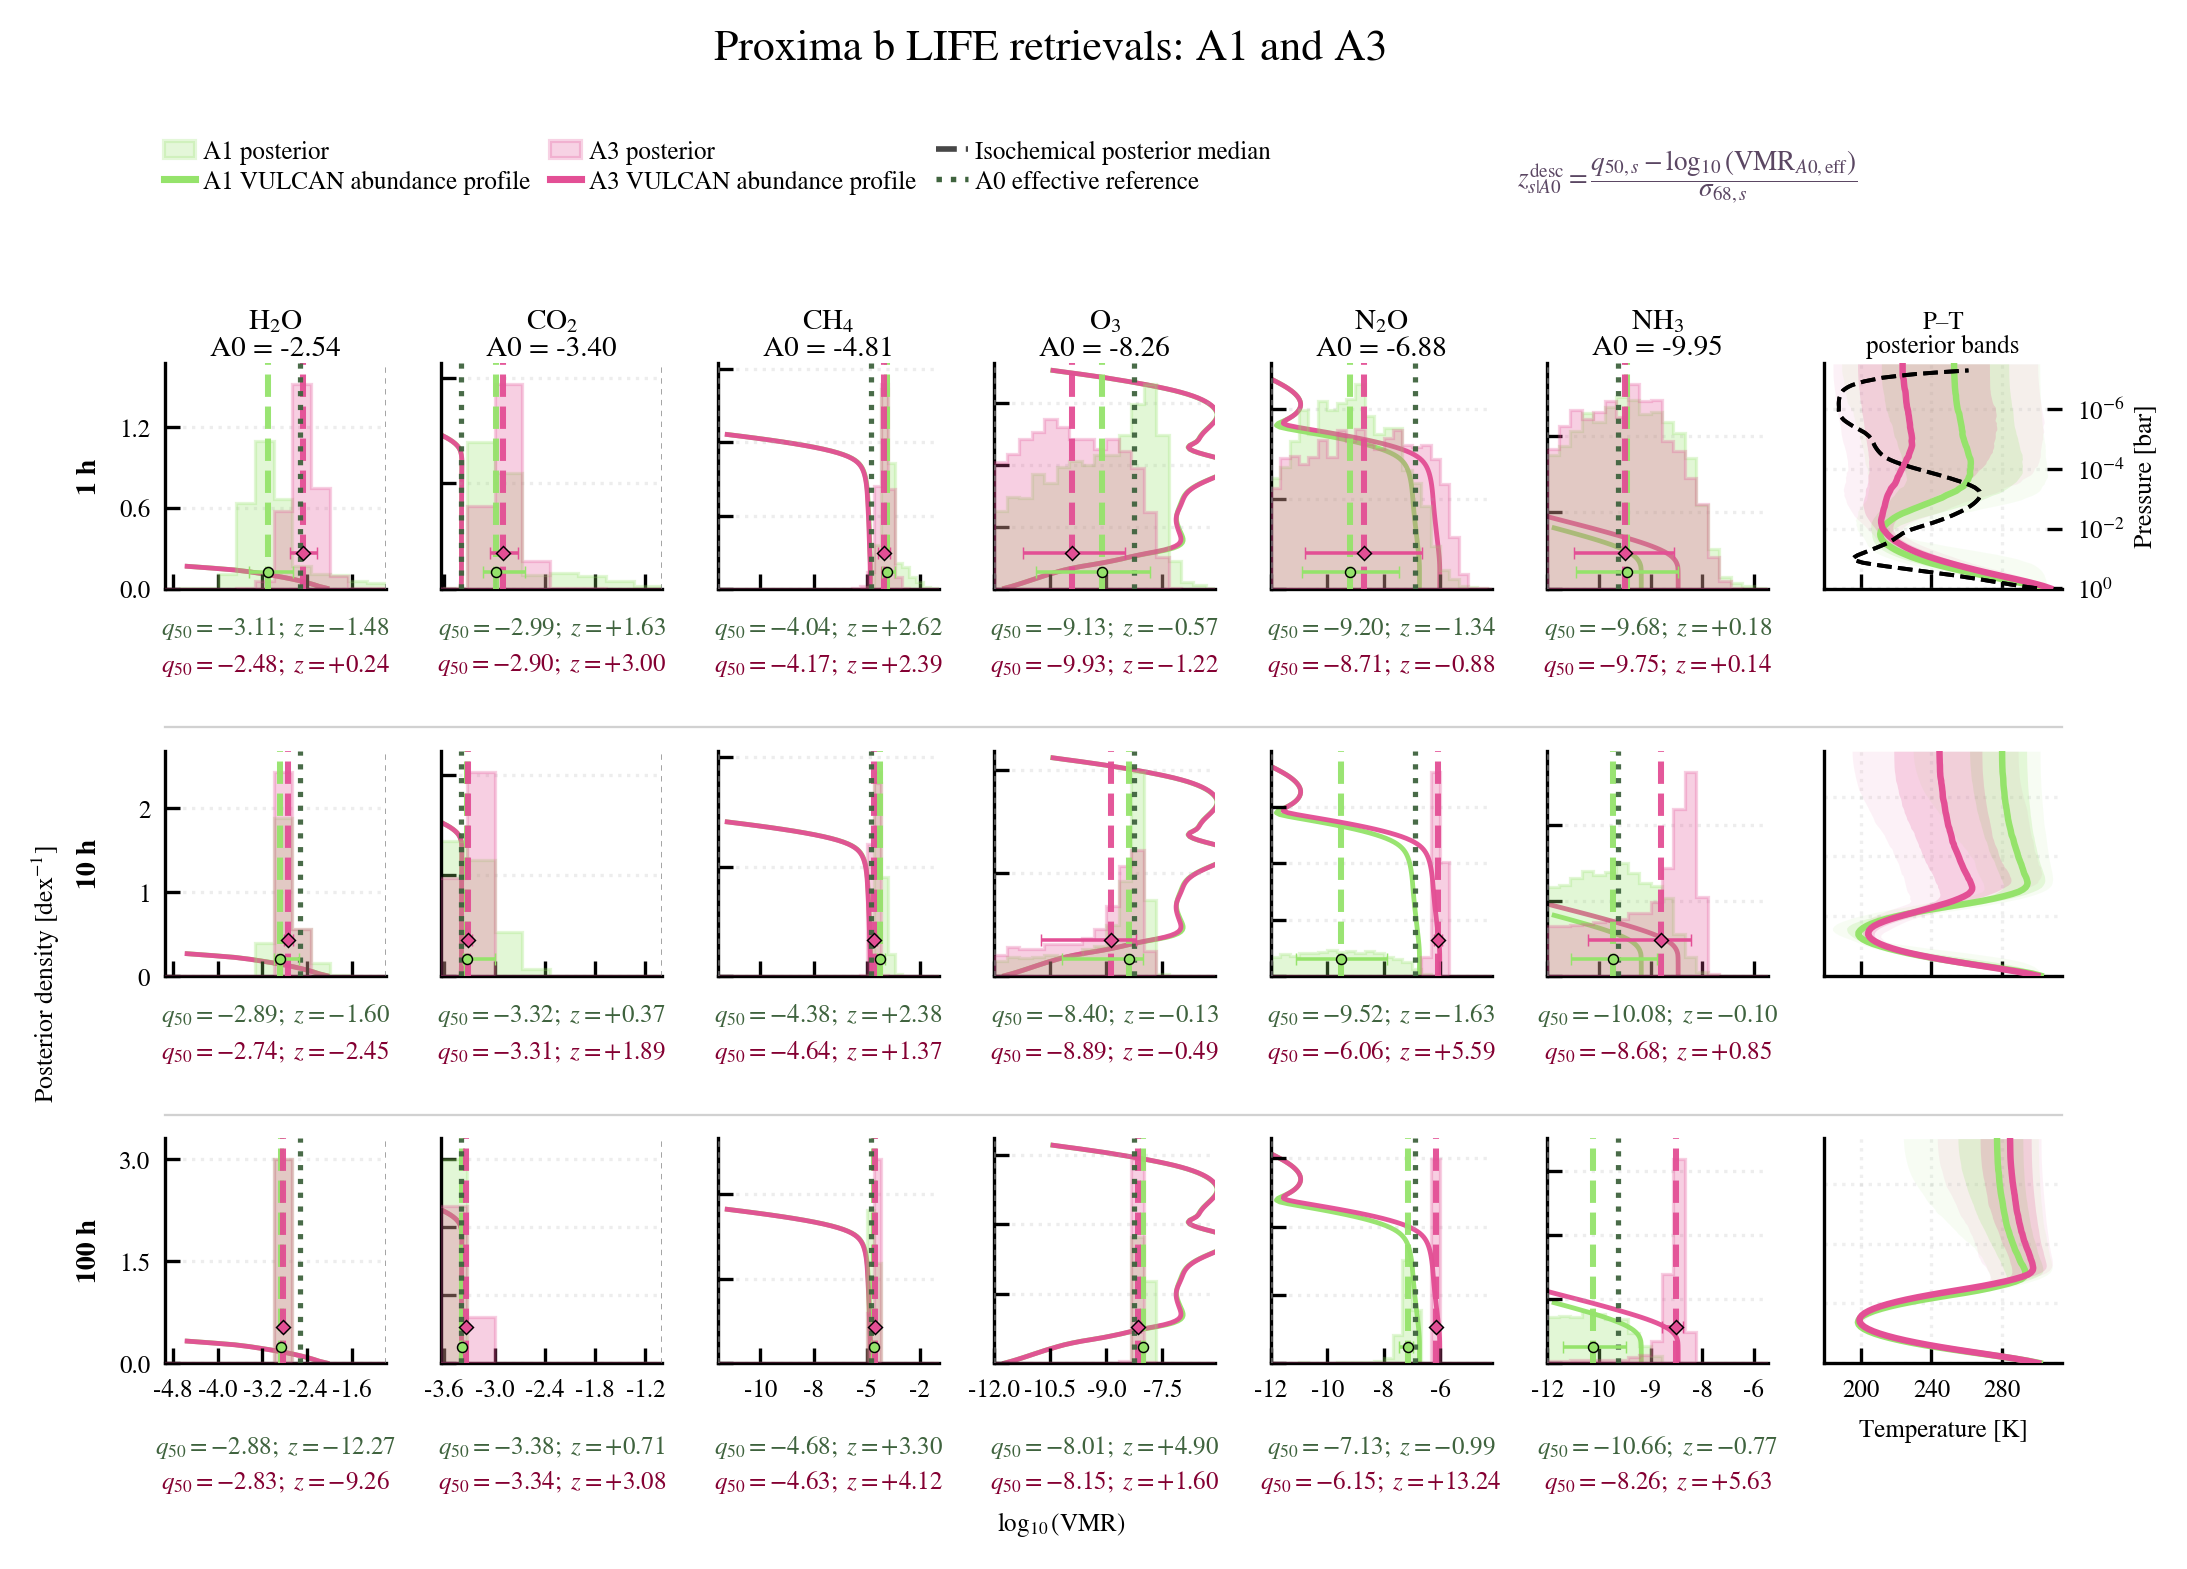 Proxima b LIFE retrievals: A1 and A3
A1 posterior
A3 posterior
Isochemical posterior median
A1 VULCAN abundance profile
A3 VULCAN abundance profile
A0 effective reference
z^{desc}_{s|A0} = \frac{q_{50,s} − log_{10}(VMR_{A0,eff})}{σ_{68,s}}
H₂O
A0 = -2.54
CO₂
A0 = -3.40
CH₄
A0 = -4.81
O₃
A0 = -8.26
N₂O
A0 = -6.88
NH₃
A0 = -9.95
P–T
posterior bands
1 h
1.2
0.6
0.0
10⁻⁶
10⁻⁴
10⁻²
10⁰
Pressure [bar]
q₅₀ = −3.11; z = −1.48
q₅₀ = −2.99; z = +1.63
q₅₀ = −4.04; z = +2.62
q₅₀ = −9.13; z = −0.57
q₅₀ = −9.20; z = −1.34
q₅₀ = −9.68; z = +0.18
q₅₀ = −2.48; z = +0.24
q₅₀ = −2.90; z = +3.00
q₅₀ = −4.17; z = +2.39
q₅₀ = −9.93; z = −1.22
q₅₀ = −8.71; z = −0.88
q₅₀ = −9.75; z = +0.14
Posterior density [dex⁻¹]
10 h
2
1
0
q₅₀ = −2.89; z = −1.60
q₅₀ = −3.32; z = +0.37
q₅₀ = −4.38; z = +2.38
q₅₀ = −8.40; z = −0.13
q₅₀ = −9.52; z = −1.63
q₅₀ = −10.08; z = −0.10
q₅₀ = −2.74; z = −2.45
q₅₀ = −3.31; z = +1.89
q₅₀ = −4.64; z = +1.37
q₅₀ = −8.89; z = −0.49
q₅₀ = −6.06; z = +5.59
q₅₀ = −8.68; z = +0.85
100 h
3.0
1.5
0.0
-4.8 -4.0 -3.2 -2.4 -1.6
-3.6 -3.0 -2.4 -1.8 -1.2
-10 -8 -5 -2
-12.0 -10.5 -9.0 -7.5
-12 -10 -8 -6
-12 -10 -9 -8 -6
200 240 280
Temperature [K]
q₅₀ = −2.88; z = −12.27
q₅₀ = −3.38; z = +0.71
q₅₀ = −4.68; z = +3.30
q₅₀ = −8.01; z = +4.90
q₅₀ = −7.13; z = −0.99
q₅₀ = −10.66; z = −0.77
q₅₀ = −2.83; z = −9.26
q₅₀ = −3.34; z = +3.08
q₅₀ = −4.63; z = +4.12
q₅₀ = −8.15; z = +1.60
q₅₀ = −6.15; z = +13.24
q₅₀ = −8.26; z = +5.63
log₁₀(VMR)